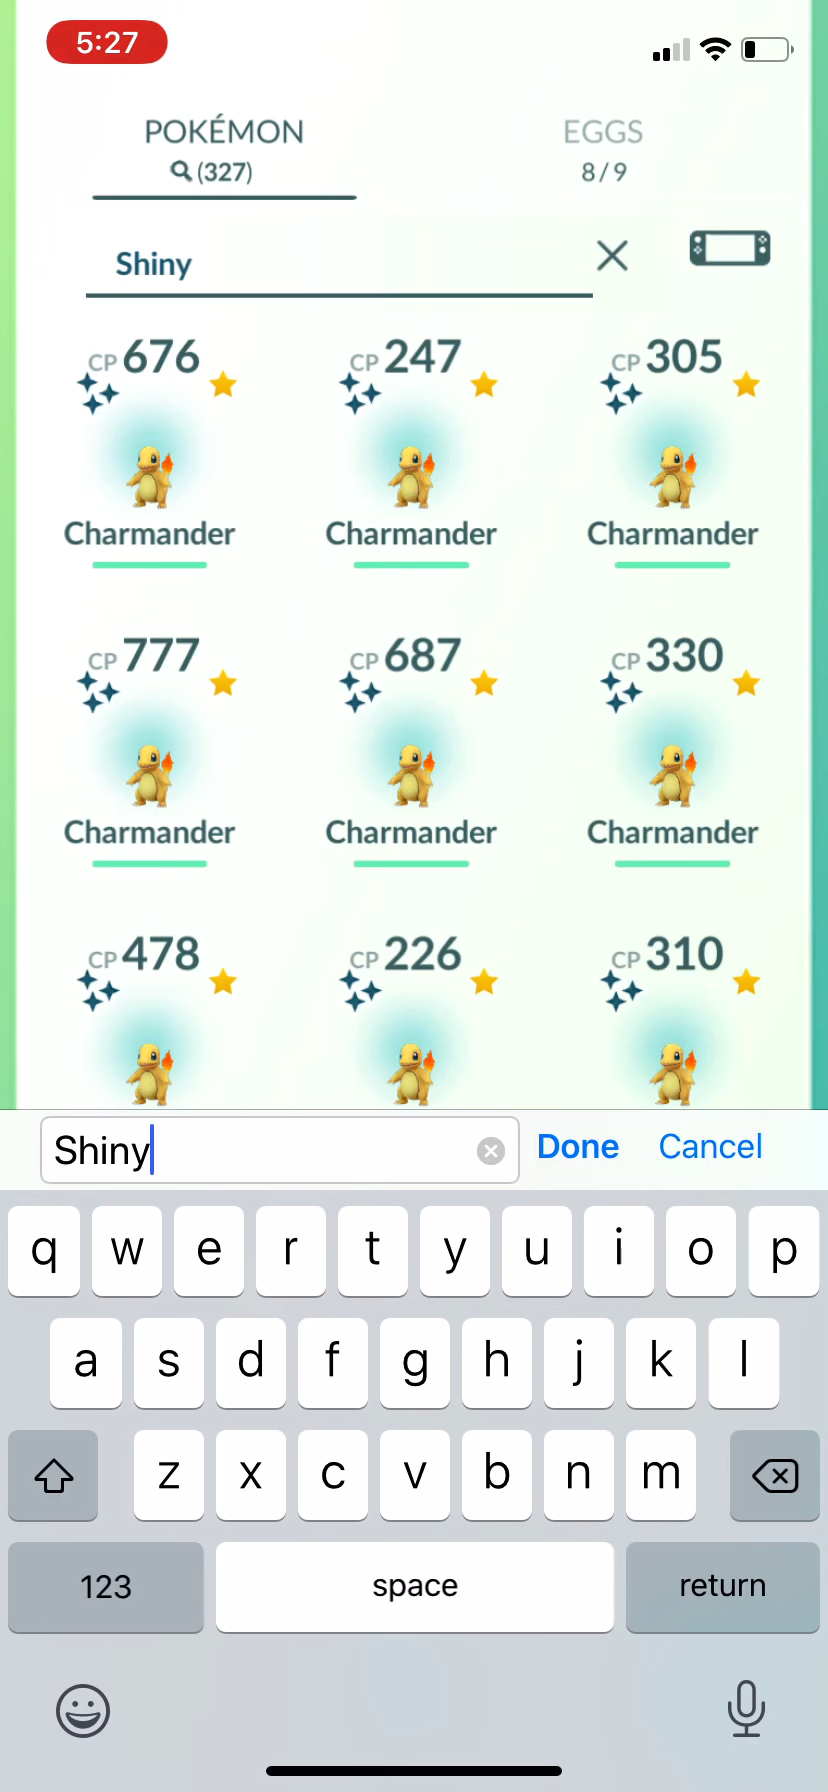 5:27
POKÉMON
(327)
EGGS
8/9
Shiny
CP 676
CP 247
CP 305
Charmander
Charmander
Charmander
CP 777
CP 687
CP 330
Charmander
Charmander
Charmander
CP 478
CP 226
CP 310
Shiny
Done
Cancel
q w e r t y u i o p
a s d f g h j k l
z x c v b n m
123
space
return